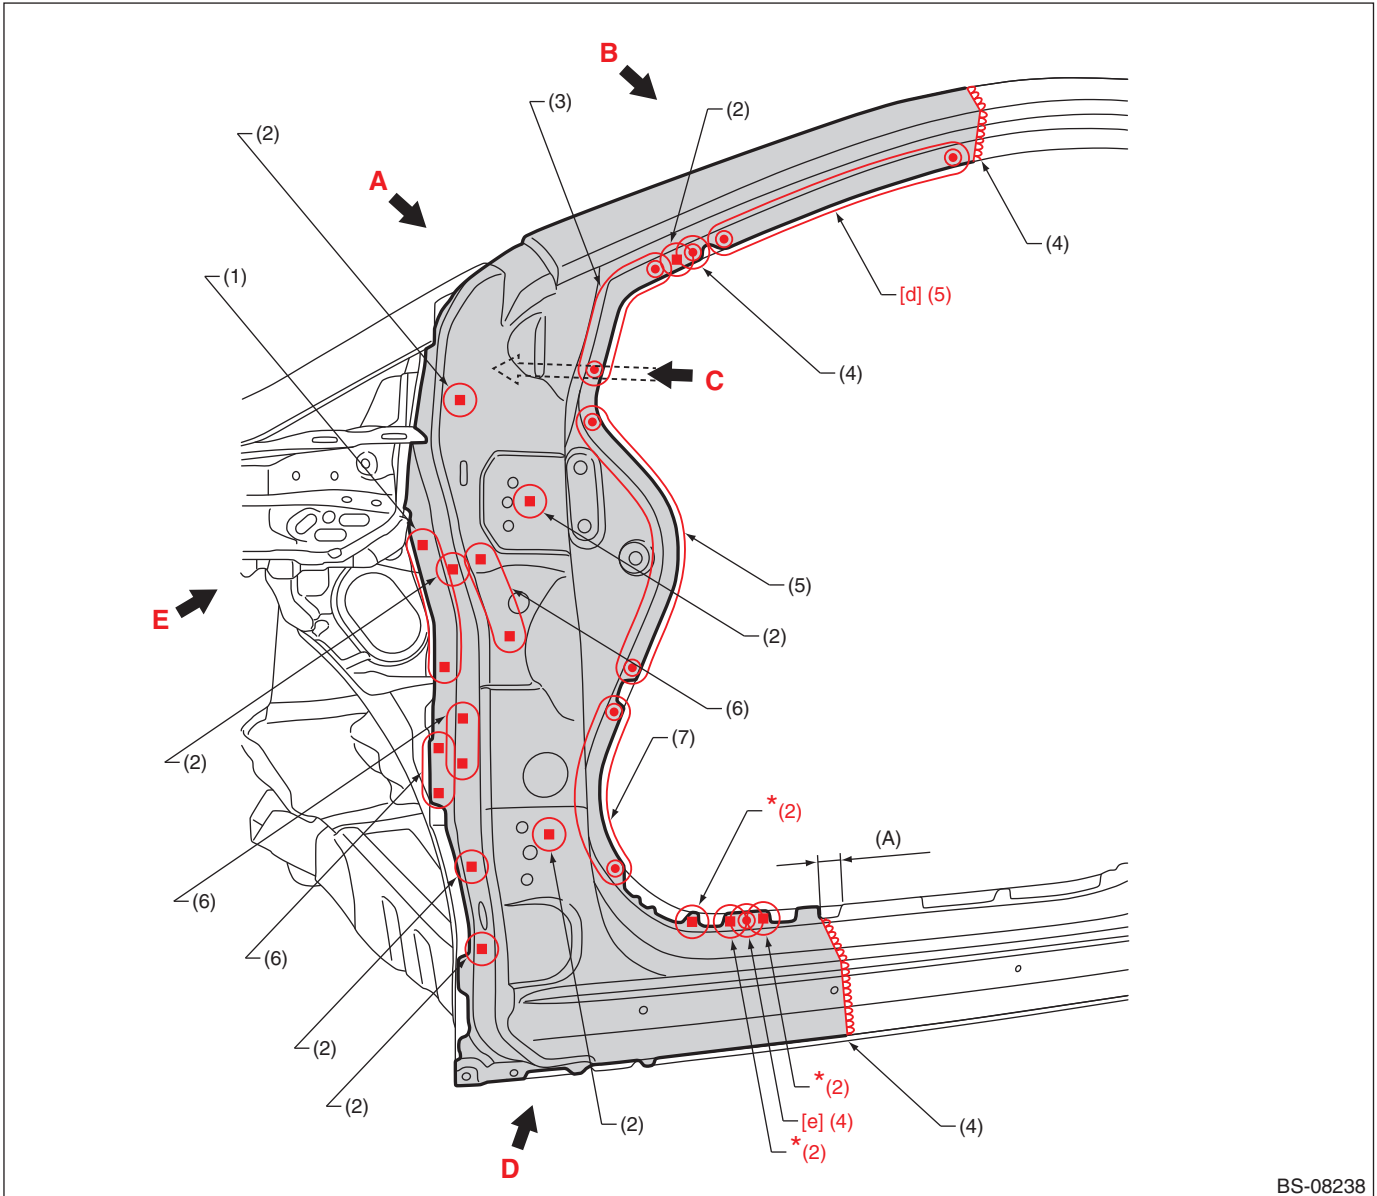 B
(3)
(2)
(2)
A
(4)
(1)
[d] (5)
(4)
C
(5)
E
(2)
(6)
(7)
(2)
*(2)
(A)
(6)
(6)
(2)
*(2)
(2)
[e] (4)
(2)
(4)
*(2)
D
BS-08238